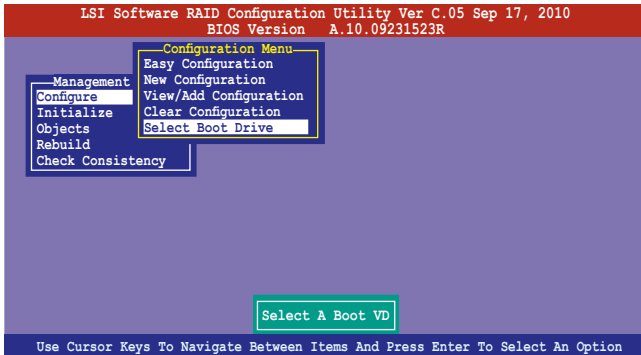 LSI Software RAID Configuration Utility Ver C.05 Sep 17, 2010
BIOS Version A.10.09231523R
Configuration Menu
Easy Configuration
New Configuration
View/Add Configuration
Clear Configuration
Select Boot Drive
Management
Configure
Initialize
Objects
Rebuild
Check Consistency
Select A Boot VD
Use Cursor Keys To Navigate Between Items And Press Enter To Select An Option